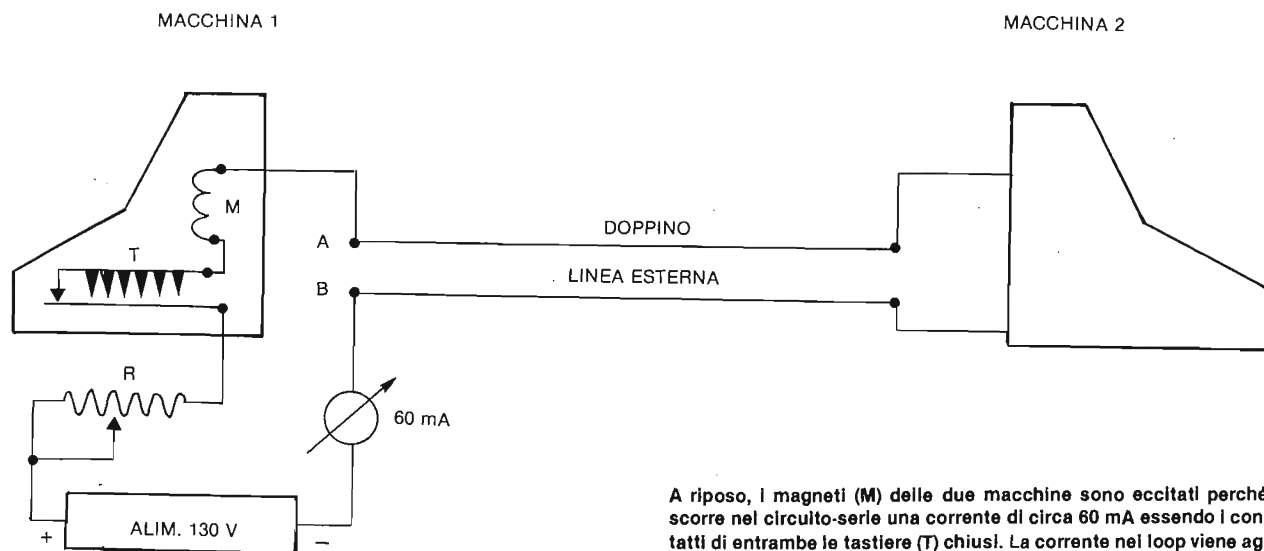 MACCHINA 1
MACCHINA 2
M
T
A
B
DOPPINO
LINEA ESTERNA
R
60 mA
+
ALIM. 130 V
−
A riposo, i magneti (M) delle due macchine sono eccitati perché
scorre nel circuito-serie una corrente di circa 60 mA essendo i con-
tatti di entrambe le tastiere (T) chiusi. La corrente nel loop viene ag-